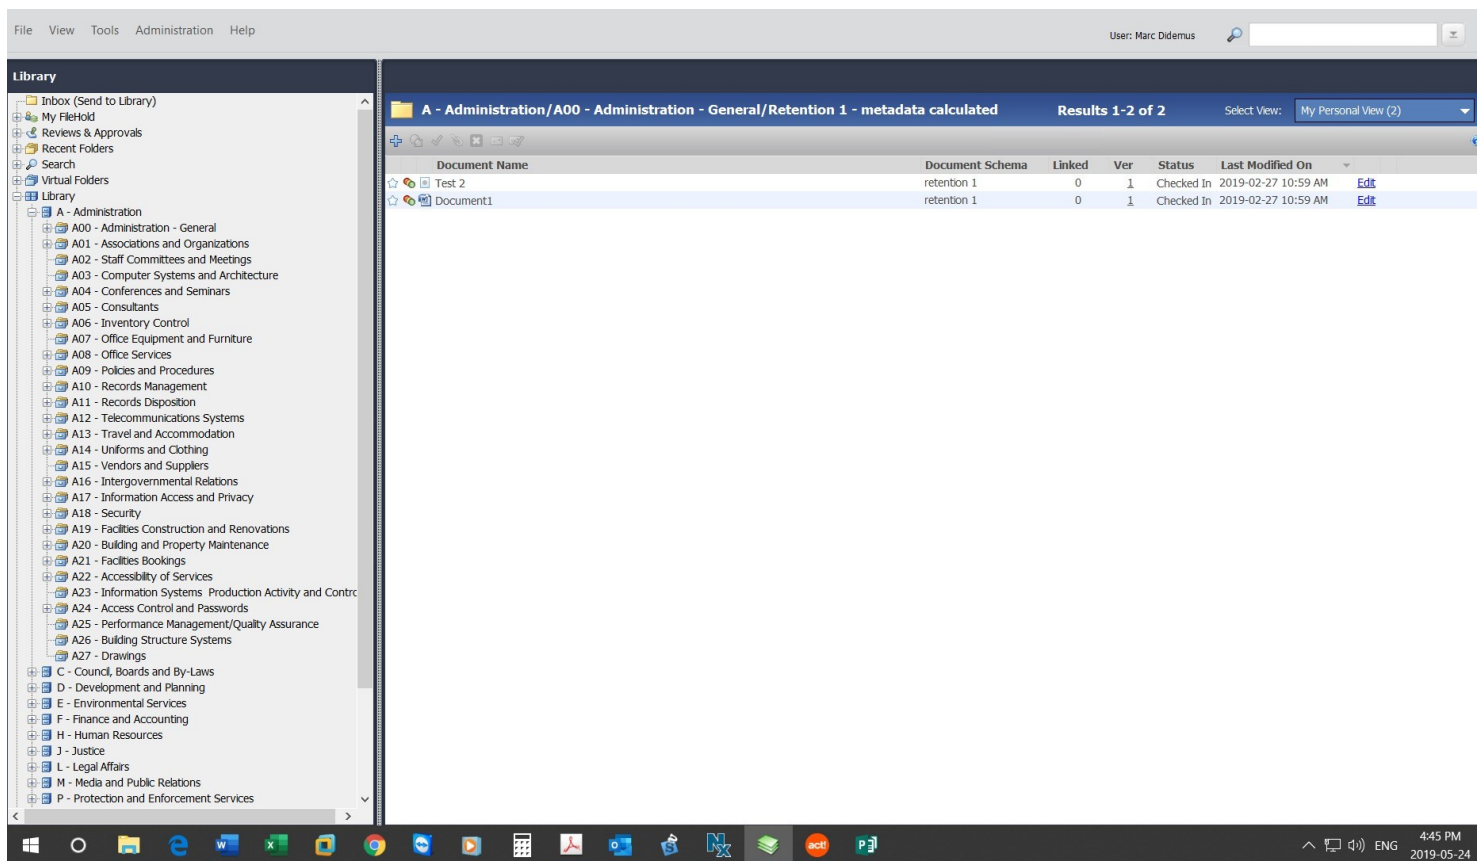 File View Tools Administration Help
User: Marc Didemus
Library
Inbox (Send to Library)
My FileHold
Reviews & Approvals
Recent Folders
Search
Virtual Folders
Library
A - Administration
A00 - Administration - General
A01 - Associations and Organizations
A02 - Staff Committees and Meetings
A03 - Computer Systems and Architecture
A04 - Conferences and Seminars
A05 - Consultants
A06 - Inventory Control
A07 - Office Equipment and Furniture
A08 - Office Services
A09 - Policies and Procedures
A10 - Records Management
A11 - Records Disposition
A12 - Telecommunications Systems
A13 - Travel and Accommodation
A14 - Uniforms and Clothing
A15 - Vendors and Suppliers
A16 - Intergovernmental Relations
A17 - Information Access and Privacy
A18 - Security
A19 - Facilities Construction and Renovations
A20 - Building and Property Maintenance
A21 - Facilities Bookings
A22 - Accessibility of Services
A23 - Information Systems Production Activity and Contrc
A24 - Access Control and Passwords
A25 - Performance Management/Quality Assurance
A26 - Building Structure Systems
A27 - Drawings
C - Council, Boards and By-Laws
D - Development and Planning
E - Environmental Services
F - Finance and Accounting
H - Human Resources
J - Justice
L - Legal Affairs
M - Media and Public Relations
P - Protection and Enforcement Services
A - Administration/A00 - Administration - General/Retention 1 - metadata calculated Results 1-2 of 2 Select View: My Personal View (2)
Document Name Document Schema Linked Ver Status Last Modified On
Test 2 retention 1 0 1 Checked In 2019-02-27 10:59 AM Edit
Document1 retention 1 0 1 Checked In 2019-02-27 10:59 AM Edit
act!
ENG
4:45 PM
2019-05-24